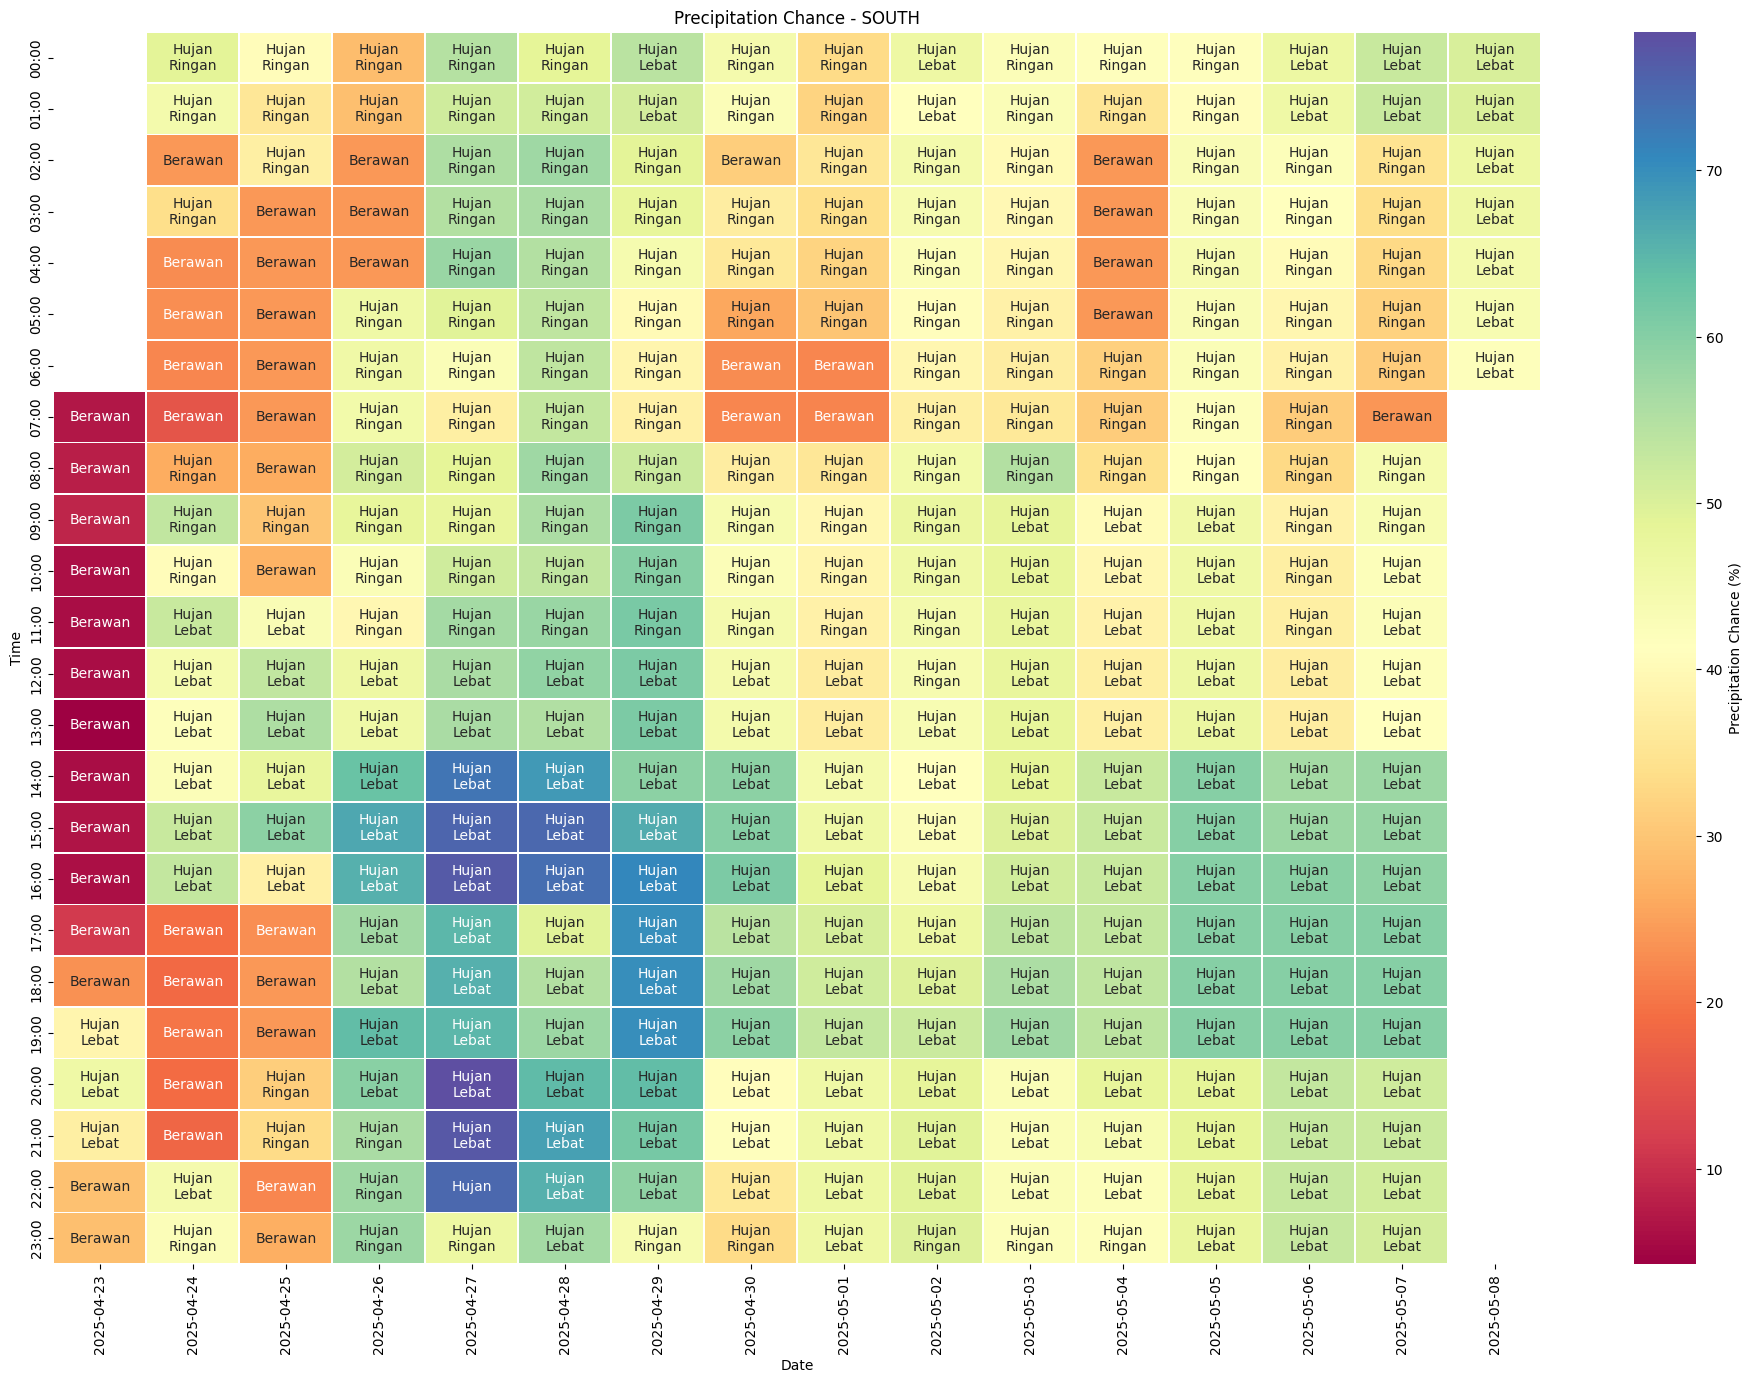 Precipitation Chance - SOUTH
00:00 Hujan Ringan Hujan Ringan Hujan Ringan Hujan Ringan Hujan Ringan Hujan Lebat Hujan Ringan Hujan Ringan Hujan Lebat Hujan Ringan Hujan Ringan Hujan Ringan Hujan Lebat Hujan Lebat Hujan Lebat
01:00 Hujan Ringan Hujan Ringan Hujan Ringan Hujan Ringan Hujan Ringan Hujan Lebat Hujan Ringan Hujan Ringan Hujan Lebat Hujan Ringan Hujan Ringan Hujan Ringan Hujan Lebat Hujan Lebat Hujan Lebat
02:00 Berawan Hujan Ringan Berawan Hujan Ringan Hujan Ringan Hujan Ringan Berawan Hujan Ringan Hujan Ringan Hujan Ringan Berawan Hujan Ringan Hujan Ringan Hujan Ringan Hujan Lebat
03:00 Hujan Ringan Berawan Berawan Hujan Ringan Hujan Ringan Hujan Ringan Hujan Ringan Hujan Ringan Hujan Ringan Hujan Ringan Berawan Hujan Ringan Hujan Ringan Hujan Ringan Hujan Lebat
04:00 Berawan Berawan Berawan Hujan Ringan Hujan Ringan Hujan Ringan Hujan Ringan Hujan Ringan Hujan Ringan Hujan Ringan Berawan Hujan Ringan Hujan Ringan Hujan Ringan Hujan Lebat
05:00 Berawan Berawan Hujan Ringan Hujan Ringan Hujan Ringan Hujan Ringan Hujan Ringan Hujan Ringan Hujan Ringan Hujan Ringan Berawan Hujan Ringan Hujan Ringan Hujan Ringan Hujan Lebat
06:00 Berawan Berawan Hujan Ringan Hujan Ringan Hujan Ringan Hujan Ringan Berawan Berawan Hujan Ringan Hujan Ringan Hujan Ringan Hujan Ringan Hujan Ringan Hujan Ringan Hujan Lebat
07:00 Berawan Berawan Berawan Hujan Ringan Hujan Ringan Hujan Ringan Hujan Ringan Berawan Berawan Hujan Ringan Hujan Ringan Hujan Ringan Hujan Ringan Hujan Ringan Berawan
08:00 Berawan Hujan Ringan Berawan Hujan Ringan Hujan Ringan Hujan Ringan Hujan Ringan Hujan Ringan Hujan Ringan Hujan Ringan Hujan Ringan Hujan Ringan Hujan Ringan Hujan Ringan Hujan Ringan
09:00 Berawan Hujan Ringan Hujan Ringan Hujan Ringan Hujan Ringan Hujan Ringan Hujan Ringan Hujan Ringan Hujan Ringan Hujan Ringan Hujan Lebat Hujan Lebat Hujan Lebat Hujan Ringan Hujan Ringan
10:00 Berawan Hujan Ringan Berawan Hujan Ringan Hujan Ringan Hujan Ringan Hujan Ringan Hujan Ringan Hujan Ringan Hujan Ringan Hujan Lebat Hujan Lebat Hujan Lebat Hujan Ringan Hujan Lebat
11:00 Berawan Hujan Lebat Hujan Lebat Hujan Ringan Hujan Ringan Hujan Ringan Hujan Ringan Hujan Ringan Hujan Ringan Hujan Ringan Hujan Lebat Hujan Lebat Hujan Lebat Hujan Ringan Hujan Lebat
12:00 Berawan Hujan Lebat Hujan Lebat Hujan Lebat Hujan Lebat Hujan Lebat Hujan Lebat Hujan Lebat Hujan Lebat Hujan Ringan Hujan Lebat Hujan Lebat Hujan Lebat Hujan Lebat Hujan Lebat
13:00 Berawan Hujan Lebat Hujan Lebat Hujan Lebat Hujan Lebat Hujan Lebat Hujan Lebat Hujan Lebat Hujan Lebat Hujan Lebat Hujan Lebat Hujan Lebat Hujan Lebat Hujan Lebat Hujan Lebat
14:00 Berawan Hujan Lebat Hujan Lebat Hujan Lebat Hujan Lebat Hujan Lebat Hujan Lebat Hujan Lebat Hujan Lebat Hujan Lebat Hujan Lebat Hujan Lebat Hujan Lebat Hujan Lebat Hujan Lebat
15:00 Berawan Hujan Lebat Hujan Lebat Hujan Lebat Hujan Lebat Hujan Lebat Hujan Lebat Hujan Lebat Hujan Lebat Hujan Lebat Hujan Lebat Hujan Lebat Hujan Lebat Hujan Lebat Hujan Lebat
16:00 Berawan Hujan Lebat Hujan Lebat Hujan Lebat Hujan Lebat Hujan Lebat Hujan Lebat Hujan Lebat Hujan Lebat Hujan Lebat Hujan Lebat Hujan Lebat Hujan Lebat Hujan Lebat Hujan Lebat
17:00 Berawan Berawan Berawan Hujan Lebat Hujan Lebat Hujan Lebat Hujan Lebat Hujan Lebat Hujan Lebat Hujan Lebat Hujan Lebat Hujan Lebat Hujan Lebat Hujan Lebat Hujan Lebat
18:00 Berawan Berawan Berawan Hujan Lebat Hujan Lebat Hujan Lebat Hujan Lebat Hujan Lebat Hujan Lebat Hujan Lebat Hujan Lebat Hujan Lebat Hujan Lebat Hujan Lebat Hujan Lebat
19:00 Hujan Lebat Berawan Berawan Hujan Lebat Hujan Lebat Hujan Lebat Hujan Lebat Hujan Lebat Hujan Lebat Hujan Lebat Hujan Lebat Hujan Lebat Hujan Lebat Hujan Lebat Hujan Lebat
20:00 Hujan Lebat Berawan Hujan Ringan Hujan Lebat Hujan Lebat Hujan Lebat Hujan Lebat Hujan Lebat Hujan Lebat Hujan Lebat Hujan Lebat Hujan Lebat Hujan Lebat Hujan Lebat Hujan Lebat
21:00 Hujan Lebat Berawan Hujan Ringan Hujan Ringan Hujan Lebat Hujan Lebat Hujan Lebat Hujan Lebat Hujan Lebat Hujan Lebat Hujan Lebat Hujan Lebat Hujan Lebat Hujan Lebat Hujan Lebat
22:00 Berawan Hujan Lebat Berawan Hujan Ringan Hujan Hujan Lebat Hujan Lebat Hujan Lebat Hujan Lebat Hujan Lebat Hujan Lebat Hujan Lebat Hujan Lebat Hujan Lebat Hujan Lebat
23:00 Berawan Hujan Ringan Berawan Hujan Ringan Hujan Ringan Hujan Lebat Hujan Ringan Hujan Ringan Hujan Lebat Hujan Ringan Hujan Ringan Hujan Ringan Hujan Lebat Hujan Lebat Hujan Lebat
Time
2025-04-23 2025-04-24 2025-04-25 2025-04-26 2025-04-27 2025-04-28 2025-04-29 2025-04-30 2025-05-01 2025-05-02 2025-05-03 2025-05-04 2025-05-05 2025-05-06 2025-05-07 2025-05-08
Date
70
60
50
40
30
20
10
Precipitation Chance (%)